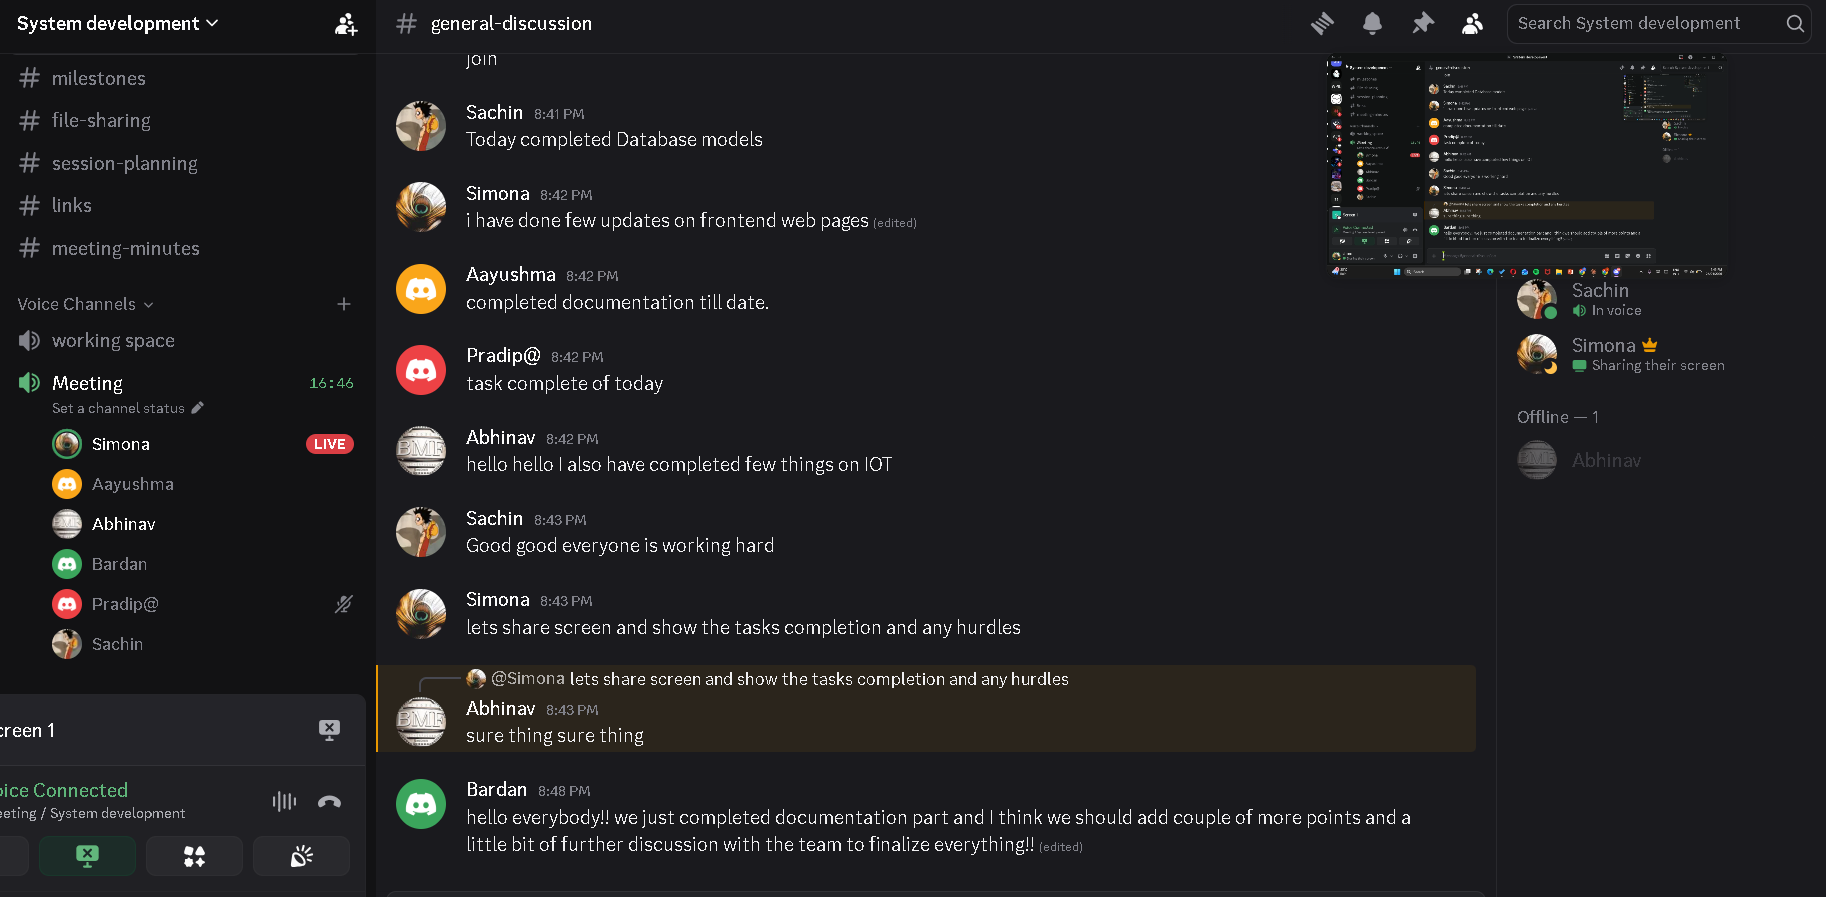 System development
milestones
file-sharing
session-planning
links
meeting-minutes
Voice Channels
working space
Meeting 16:46
Set a channel status
Simona LIVE
Aayushma
Abhinav
Bardan
Pradip@
Sachin
creen 1
oice Connected
eeting / System development
general-discussion
Search System development
join
Sachin 8:41 PM
Today completed Database models
Simona 8:42 PM
i have done few updates on frontend web pages (edited)
Aayushma 8:42 PM
completed documentation till date.
Pradip@ 8:42 PM
task complete of today
Abhinav 8:42 PM
hello hello I also have completed few things on IOT
Sachin 8:43 PM
Good good everyone is working hard
Simona 8:43 PM
lets share screen and show the tasks completion and any hurdles
@Simona lets share screen and show the tasks completion and any hurdles
Abhinav 8:43 PM
sure thing sure thing
Bardan 8:48 PM
hello everybody!! we just completed documentation part and I think we should add couple of more points and a
little bit of further discussion with the team to finalize everything!! (edited)
Sachin
In voice
Simona
Sharing their screen
Offline — 1
Abhinav